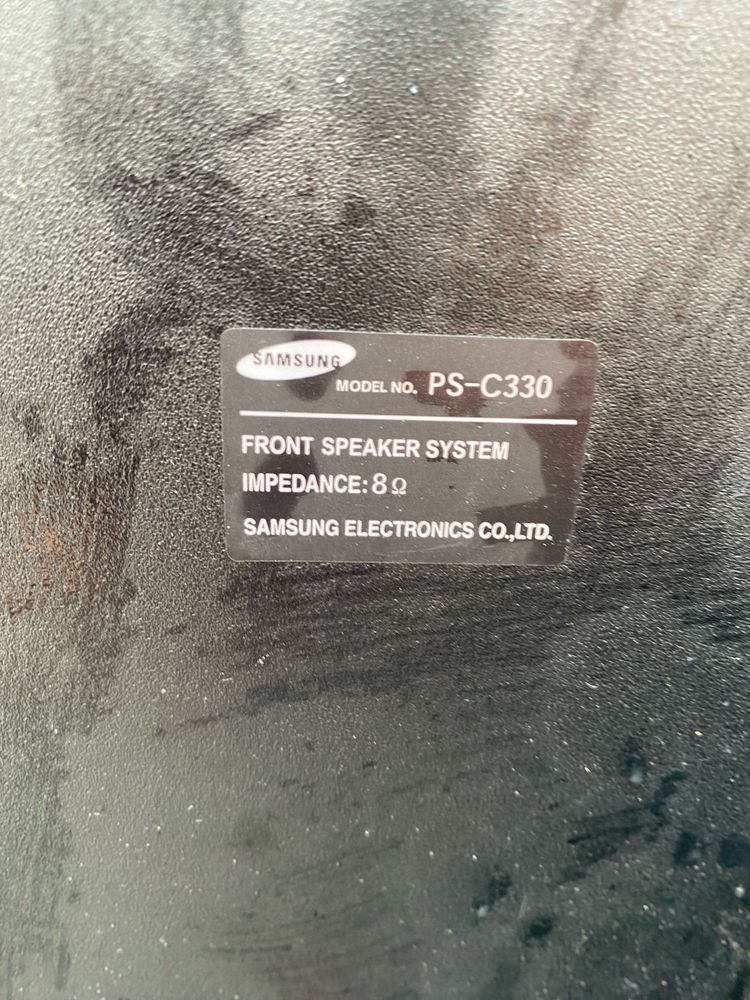 SAMSUNG
MODEL NO. PS-C330
FRONT SPEAKER SYSTEM
IMPEDANCE: 8 Ω
SAMSUNG ELECTRONICS CO.,LTD.